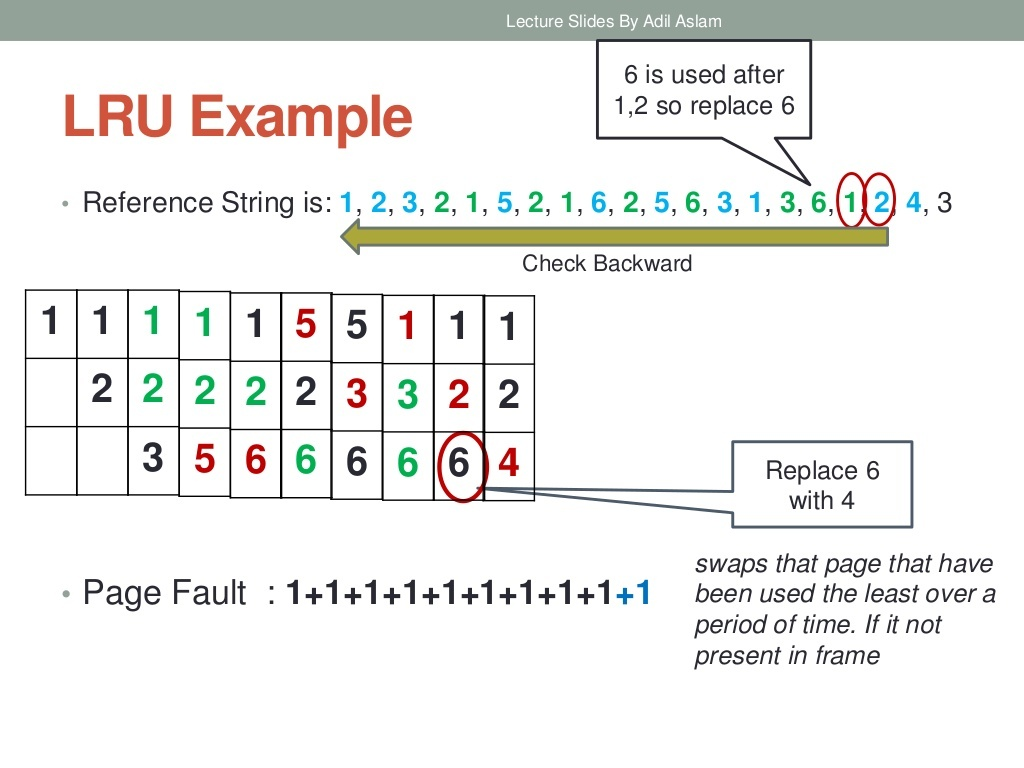 Lecture Slides By Adil Aslam
6 is used after
1,2 so replace 6
LRU Example
• Reference String is: 1, 2, 3, 2, 1, 5, 2, 1, 6, 2, 5, 6, 3, 1, 3, 6, 1, 2, 4, 3
Check Backward
1 1 1 1 1 5 5 1 1 1
2 2 2 2 2 3 3 2 2
3 5 6 6 6 6 6 4
Replace 6
with 4
• Page Fault : 1+1+1+1+1+1+1+1+1+1
swaps that page that have
been used the least over a
period of time. If it not
present in frame